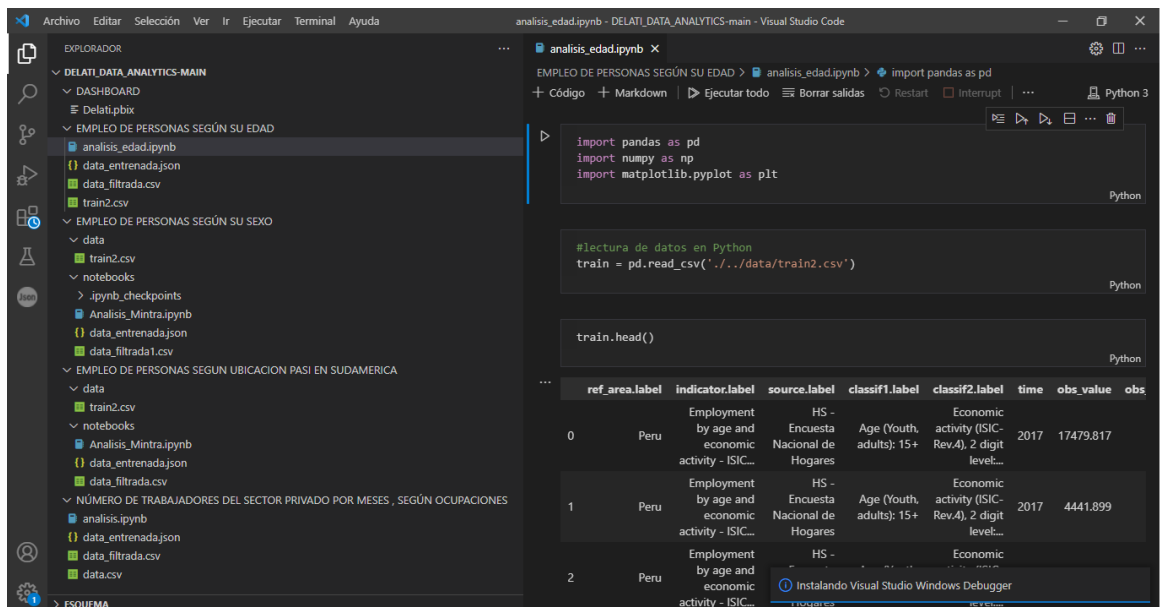 Archivo Editar Selección Ver Ir Ejecutar Terminal Ayuda
analisis_edad.ipynb - DELATI_DATA_ANALYTICS-main - Visual Studio Code
EXPLORADOR
DELATI_DATA_ANALYTICS-MAIN
DASHBOARD
Delati.pbix
EMPLEO DE PERSONAS SEGÚN SU EDAD
analisis_edad.ipynb
data_entrenada.json
data_filtrada.csv
train2.csv
EMPLEO DE PERSONAS SEGÚN SU SEXO
data
train2.csv
notebooks
.ipynb_checkpoints
Analisis_Mintra.ipynb
data_entrenada.json
data_filtrada1.csv
EMPLEO DE PERSONAS SEGUN UBICACION PASI EN SUDAMERICA
data
train2.csv
notebooks
Analisis_Mintra.ipynb
data_entrenada.json
data_filtrada.csv
NÚMERO DE TRABAJADORES DEL SECTOR PRIVADO POR MESES , SEGÚN OCUPACIONES
analisis.ipynb
data_entrenada.json
data_filtrada.csv
data.csv
ESQUEMA
Json
1
analisis_edad.ipynb
EMPLEO DE PERSONAS SEGÚN SU EDAD > analisis_edad.ipynb > import pandas as pd
+ Código + Markdown Ejecutar todo Borrar salidas Restart Interrupt ... Python 3
import pandas as pd
import numpy as np
import matplotlib.pyplot as plt
Python
#lectura de datos en Python
train = pd.read_csv('./../data/train2.csv')
Python
train.head()
Python
ref_area.label indicator.label source.label classif1.label classif2.label time obs_value obs_
Employment HS - Economic
by age and Encuesta Age (Youth, activity (ISIC-
0 Peru economic Nacional de adults): 15+ Rev.4), 2 digit 2017 17479.817
activity - ISIC... Hogares level:...
Employment HS - Economic
by age and Encuesta Age (Youth, activity (ISIC-
1 Peru economic Nacional de adults): 15+ Rev.4), 2 digit 2017 4441.899
activity - ISIC... Hogares level:...
Employment HS - Economic
by age and
2 Peru economic
activity - ISIC...
Instalando Visual Studio Windows Debugger